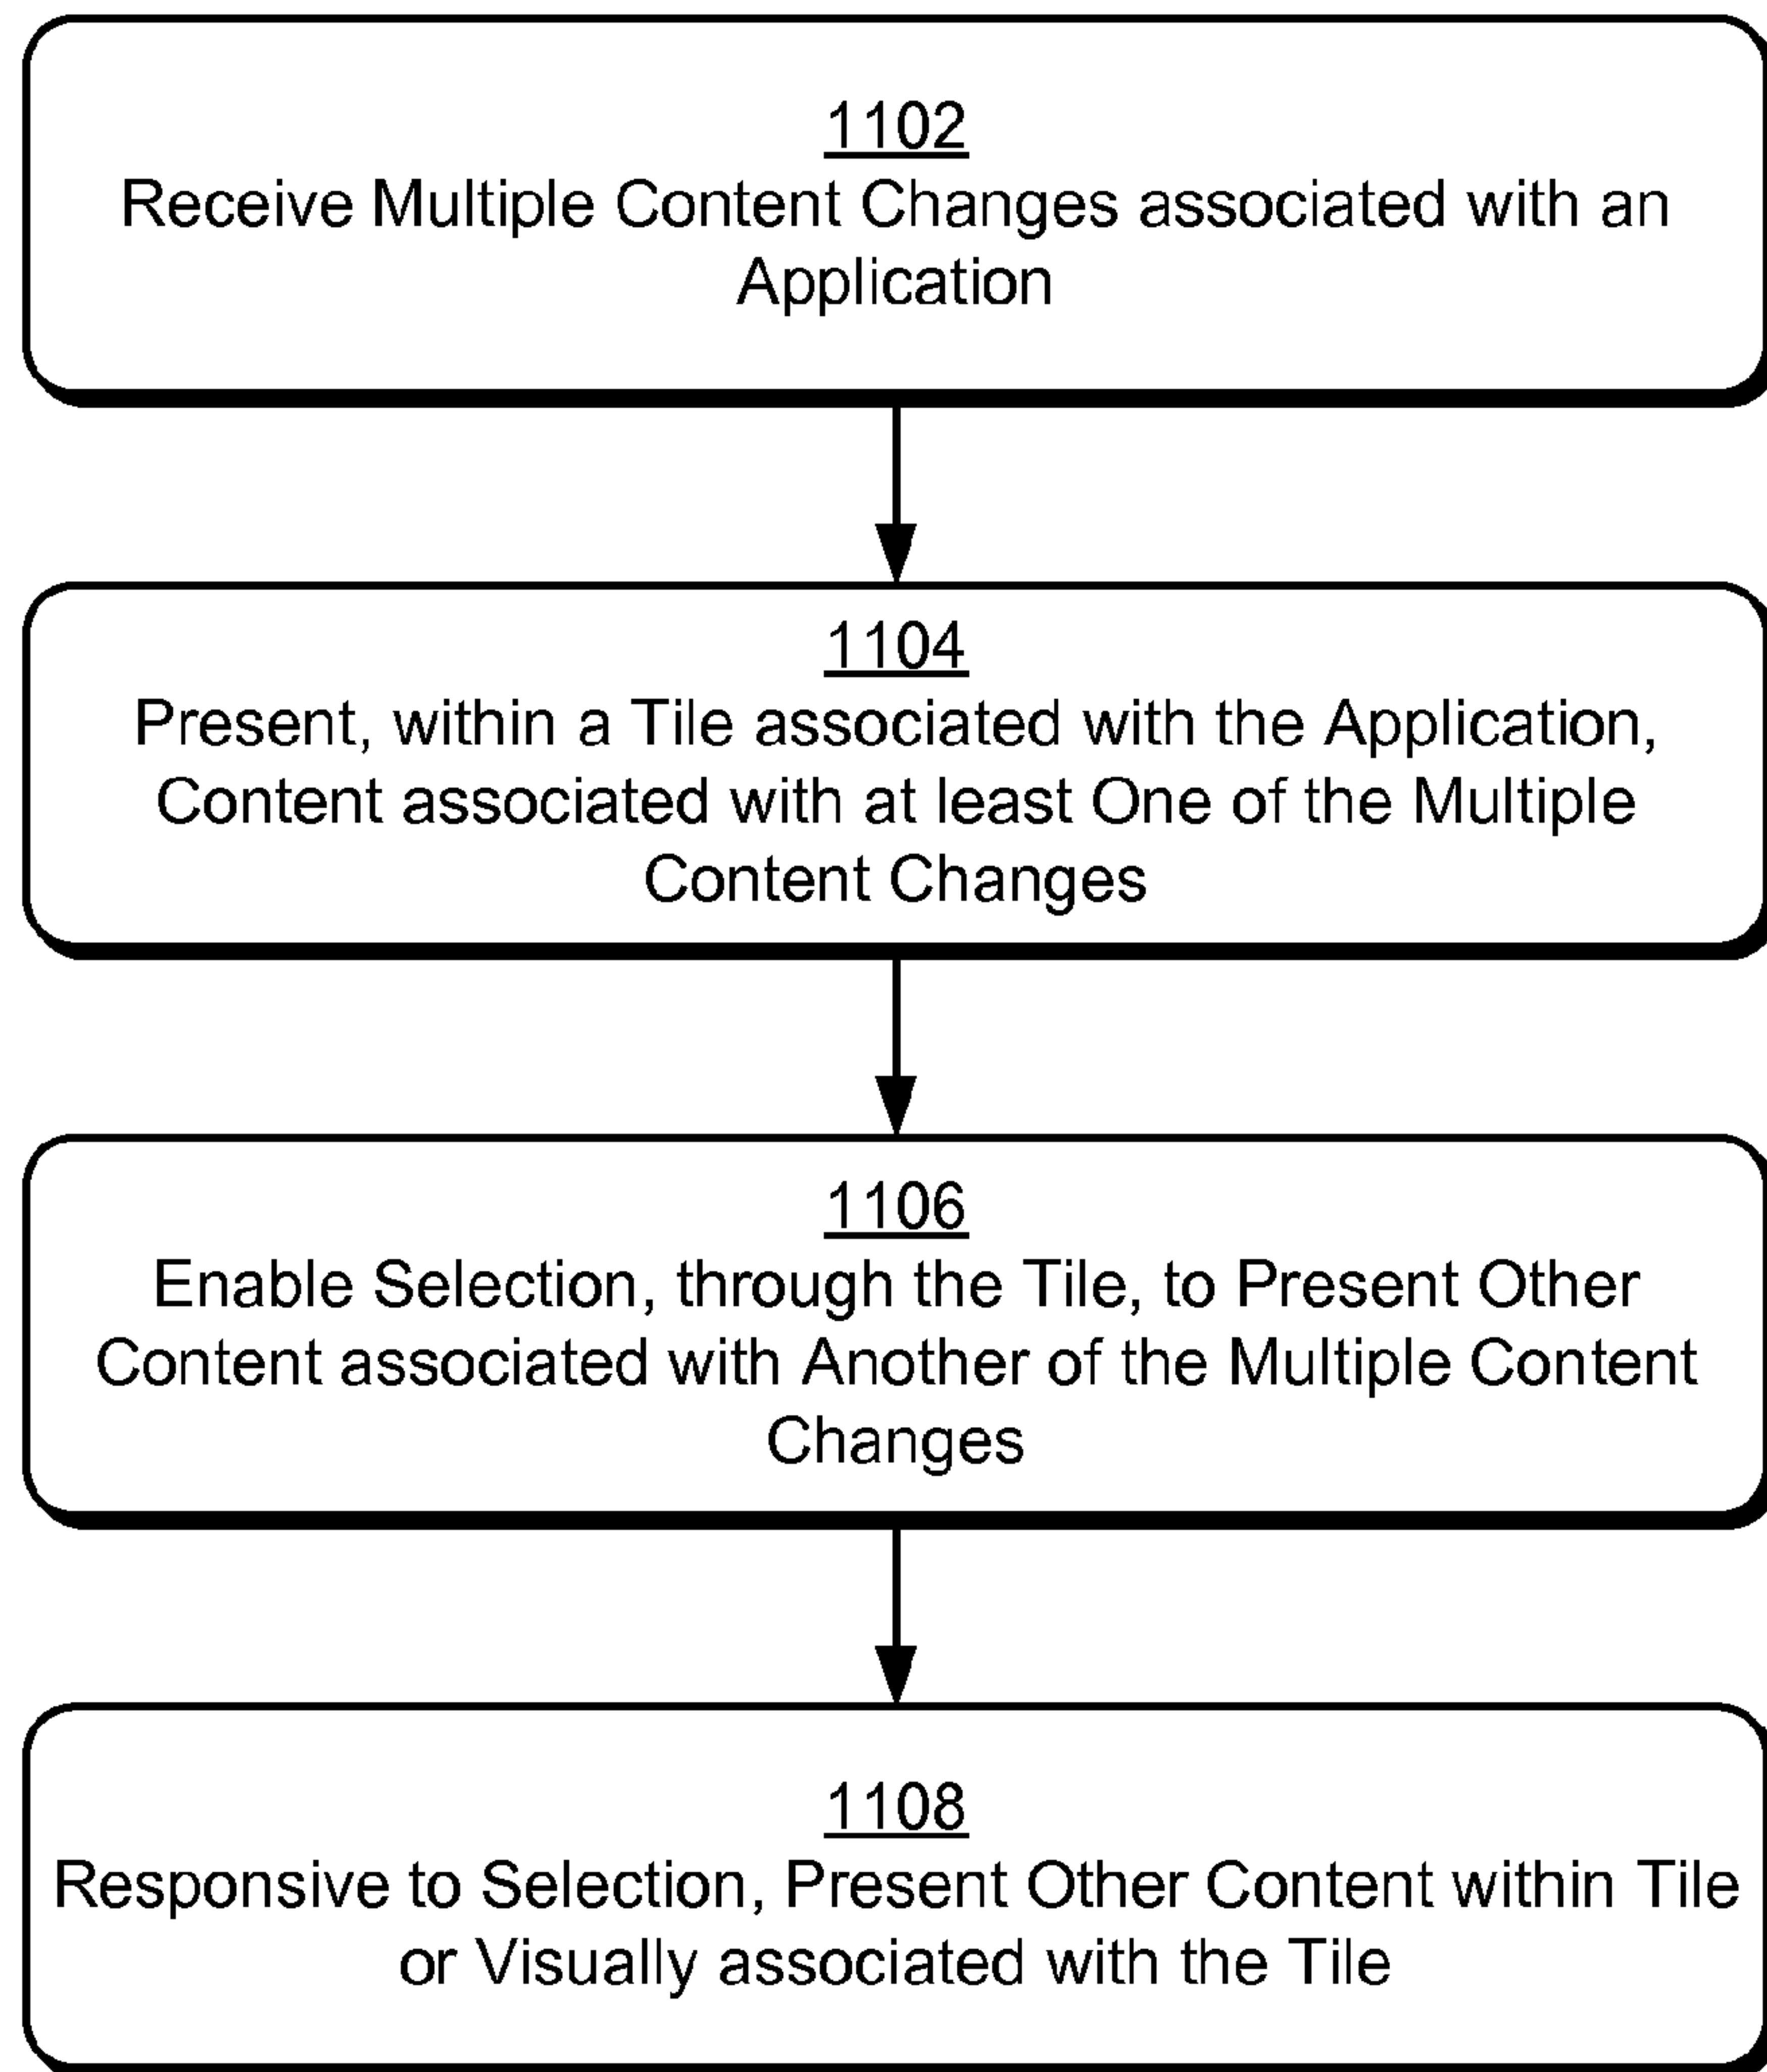 1102
Receive Multiple Content Changes associated with an
Application
1104
Present, within a Tile associated with the Application,
Content associated with at least One of the Multiple
Content Changes
1106
Enable Selection, through the Tile, to Present Other
Content associated with Another of the Multiple Content
Changes
1108
Responsive to Selection, Present Other Content within Tile
or Visually associated with the Tile